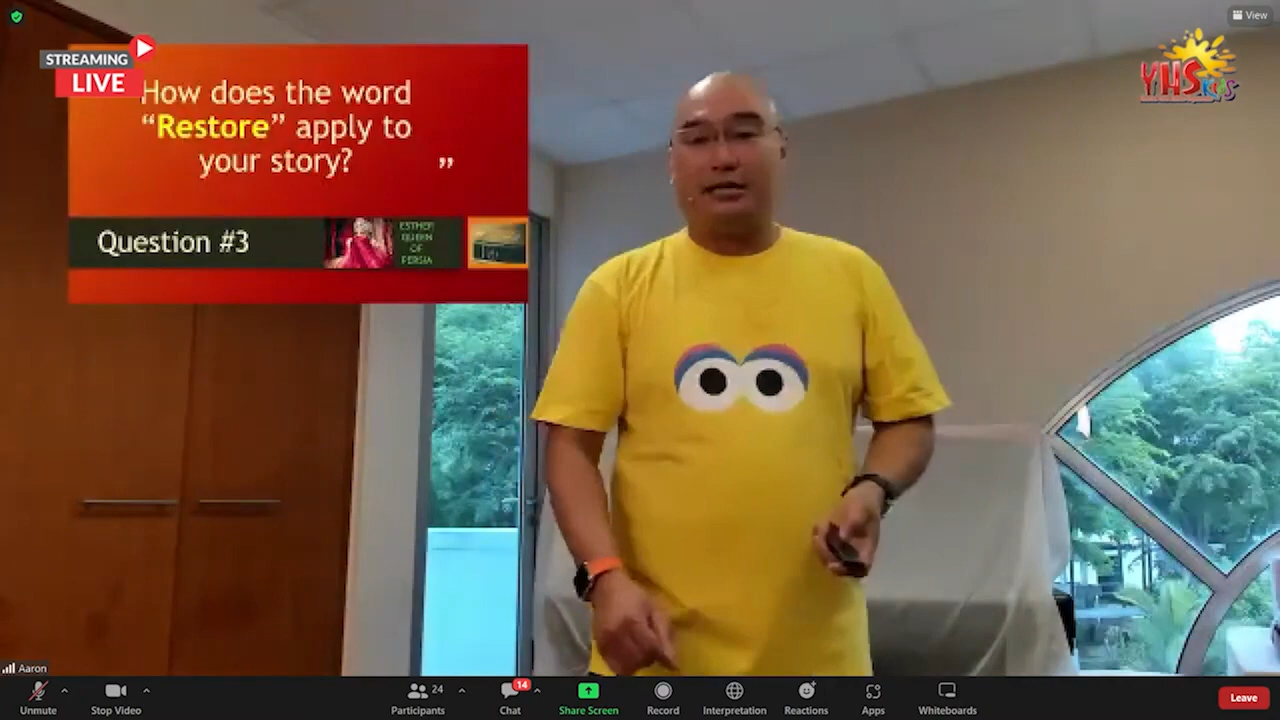 View
STREAMING
LIVE
YHS Kids
How does the word
“Restore” apply to
your story?
”
Question #3
ESTHER
QUEEN
OF
PERSIA
Aaron
Unmute
Stop Video
24
Participants
14
Chat
Share Screen
Record
Interpretation
Reactions
Apps
Whiteboards
Leave